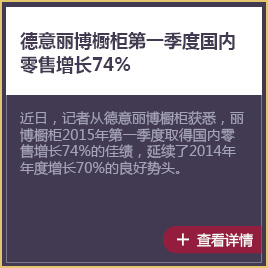 德意丽博橱柜第一季度国内
零售增长74%
近日，记者从德意丽博橱柜获悉，丽
博橱柜2015年第一季度取得国内零
售增长74%的佳绩，延续了2014年
年度增长70%的良好势头。
+ 查看详情